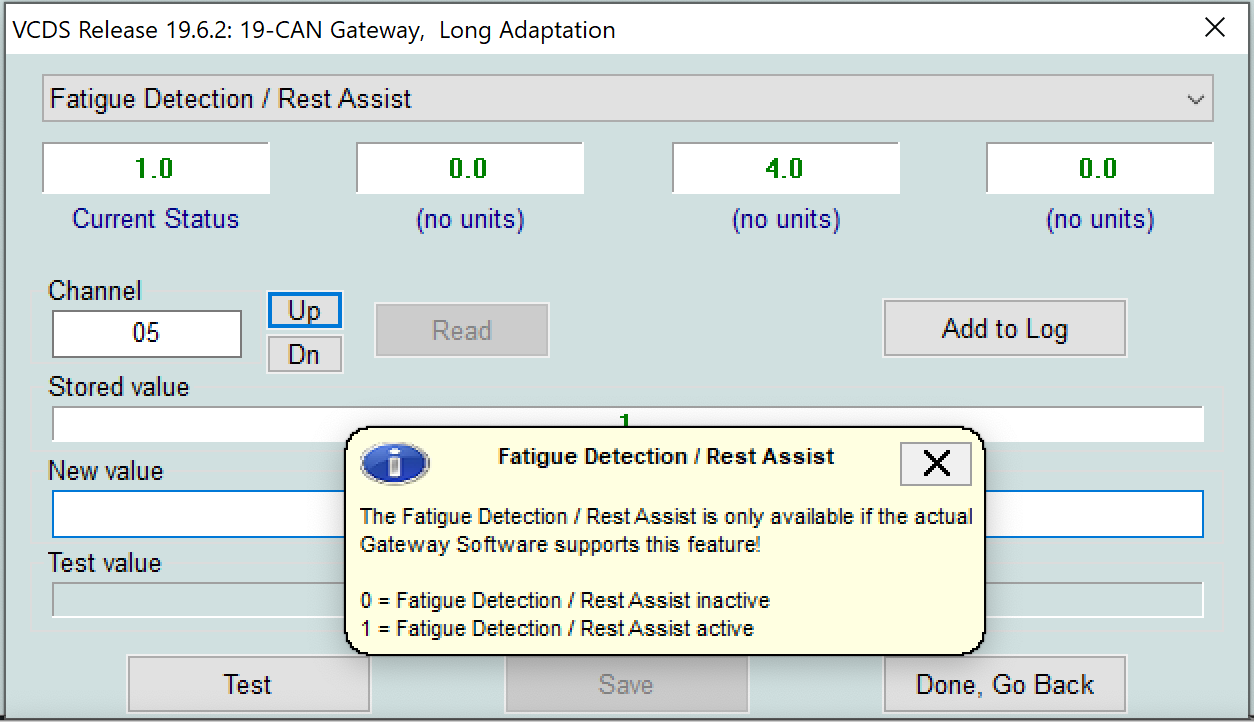 VCDS Release 19.6.2: 19-CAN Gateway,  Long Adaptation
Fatigue Detection / Rest Assist
1.0 0.0 4.0 0.0
Current Status (no units) (no units) (no units)
Channel
05 Up Read Add to Log
Dn
Stored value
1
Fatigue Detection / Rest Assist
New value
The Fatigue Detection / Rest Assist is only available if the actual
Gateway Software supports this feature!
Test value
0 = Fatigue Detection / Rest Assist inactive
1 = Fatigue Detection / Rest Assist active
Test Save Done, Go Back